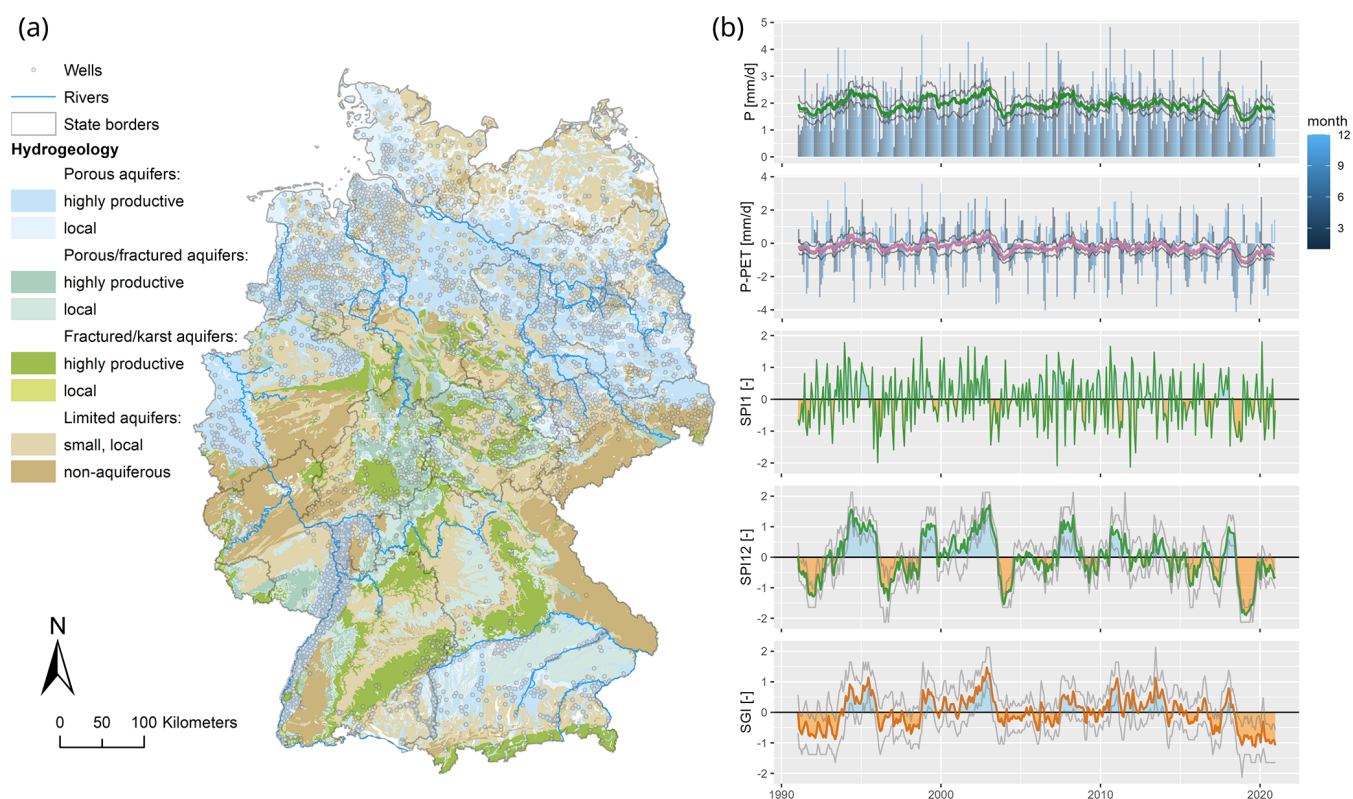 (a)
Wells
Rivers
State borders
Hydrogeology
Porous aquifers:
highly productive
local
Porous/fractured aquifers:
highly productive
local
Fractured/karst aquifers:
highly productive
local
Limited aquifers:
small, local
non-aquiferous
N
0 50 100 Kilometers
(b)
P [mm/d]
5
4
3
2
1
0
P-PET [mm/d]
4
2
0
-2
-4
SPI1 [-]
2
1
0
-1
-2
SPI12 [-]
2
1
0
-1
-2
SGI [-]
2
1
0
-1
-2
1990 2000 2010 2020
month
12
9
6
3